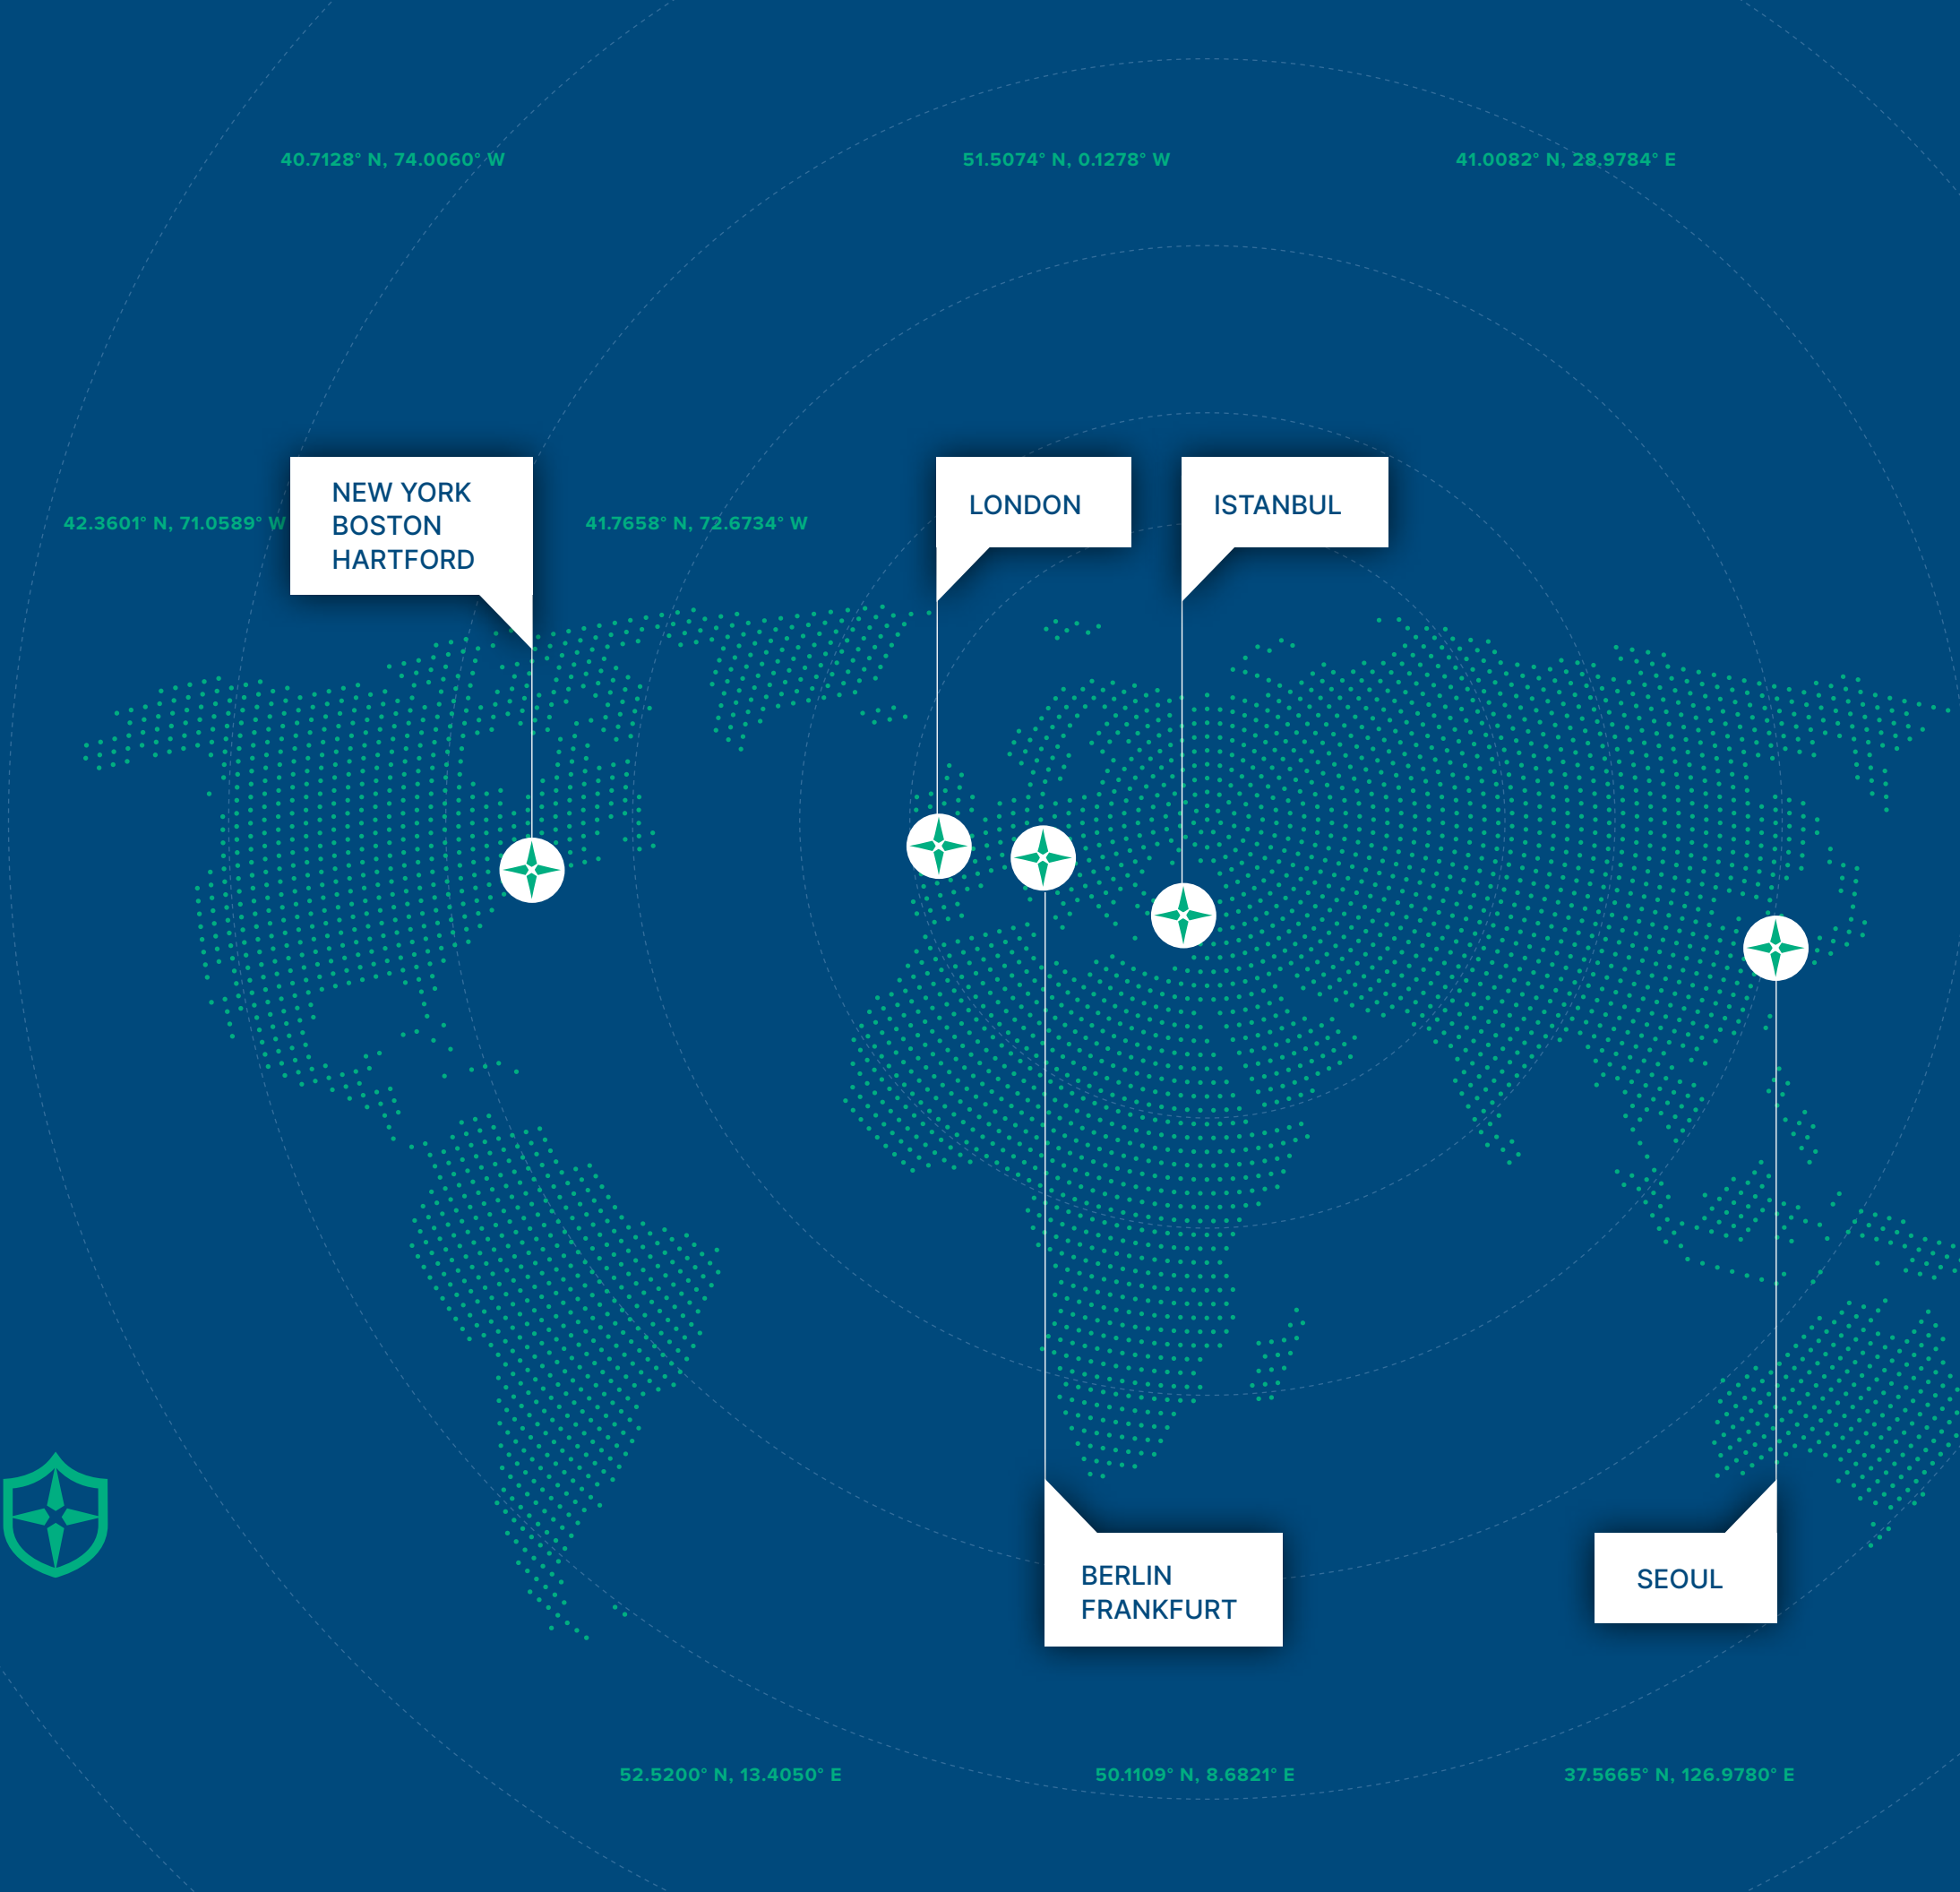 40.7128° N, 74.0060° W
51.5074° N, 0.1278° W
41.0082° N, 28.9784° E
42.3601° N, 71.0589° W
NEW YORK
BOSTON
HARTFORD
41.7658° N, 72.6734° W
LONDON
ISTANBUL
BERLIN
FRANKFURT
SEOUL
52.5200° N, 13.4050° E
50.1109° N, 8.6821° E
37.5665° N, 126.9780° E